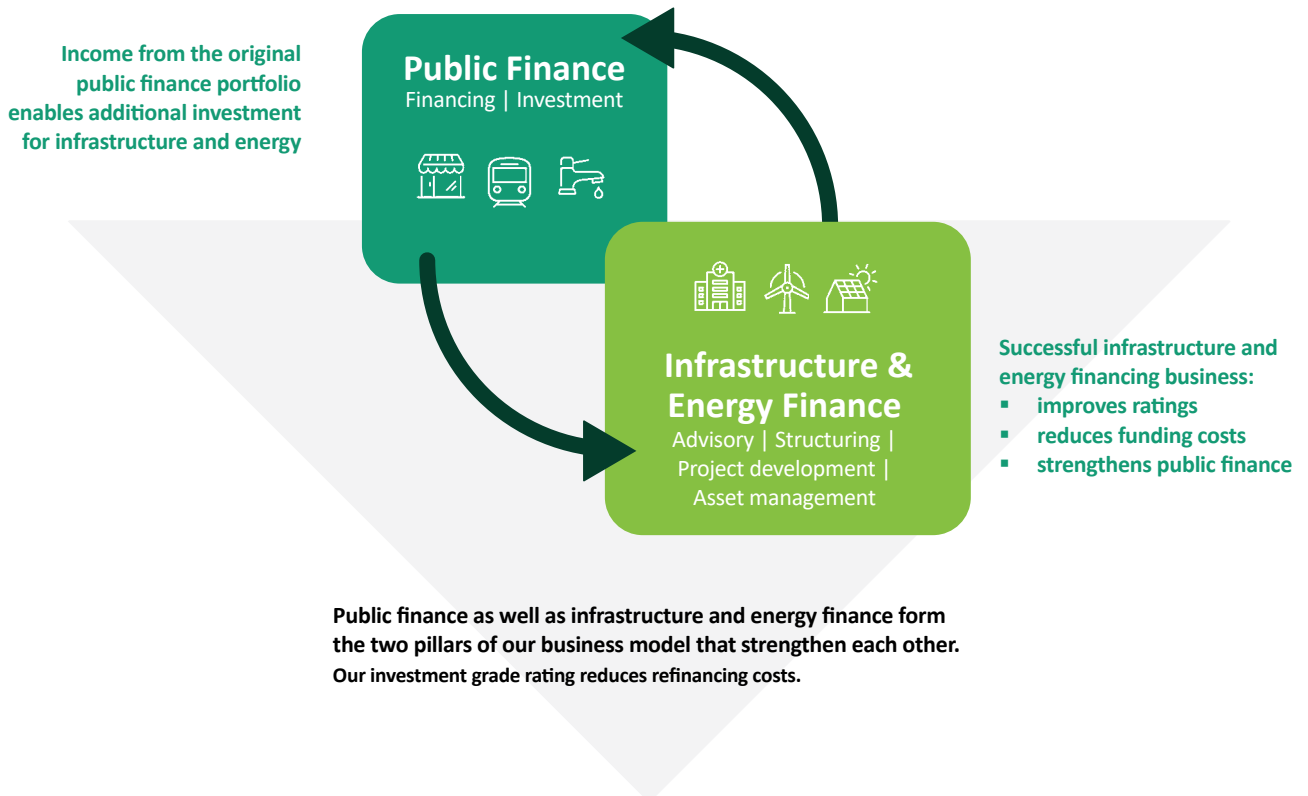 Income from the original
public finance portfolio
enables additional investment
for infrastructure and energy
Public Finance
Financing | Investment
Infrastructure &
Energy Finance
Advisory | Structuring |
Project development |
Asset management
Successful infrastructure and
energy financing business:
▪ improves ratings
▪ reduces funding costs
▪ strengthens public finance
Public finance as well as infrastructure and energy finance form
the two pillars of our business model that strengthen each other.
Our investment grade rating reduces refinancing costs.